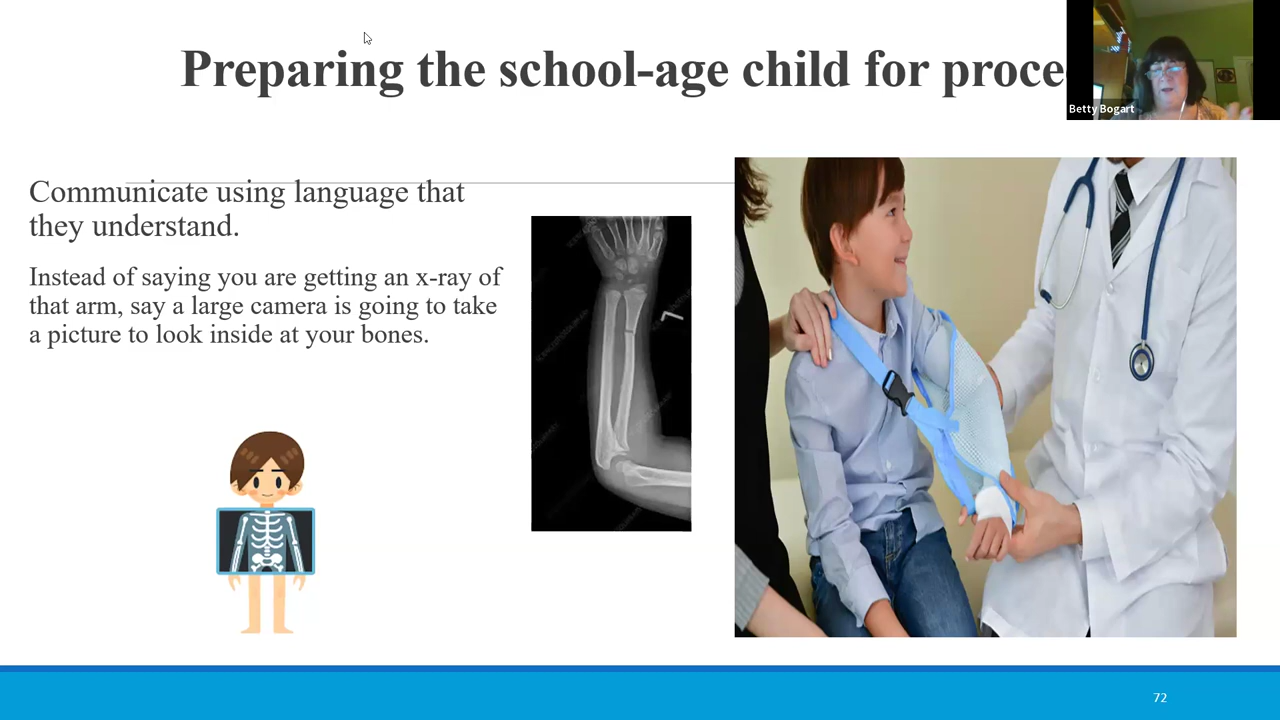 Preparing the school-age child for proce
Betty Bogart
Communicate using language that
they understand.
Instead of saying you are getting an x-ray of
that arm, say a large camera is going to take
a picture to look inside at your bones.
L
72